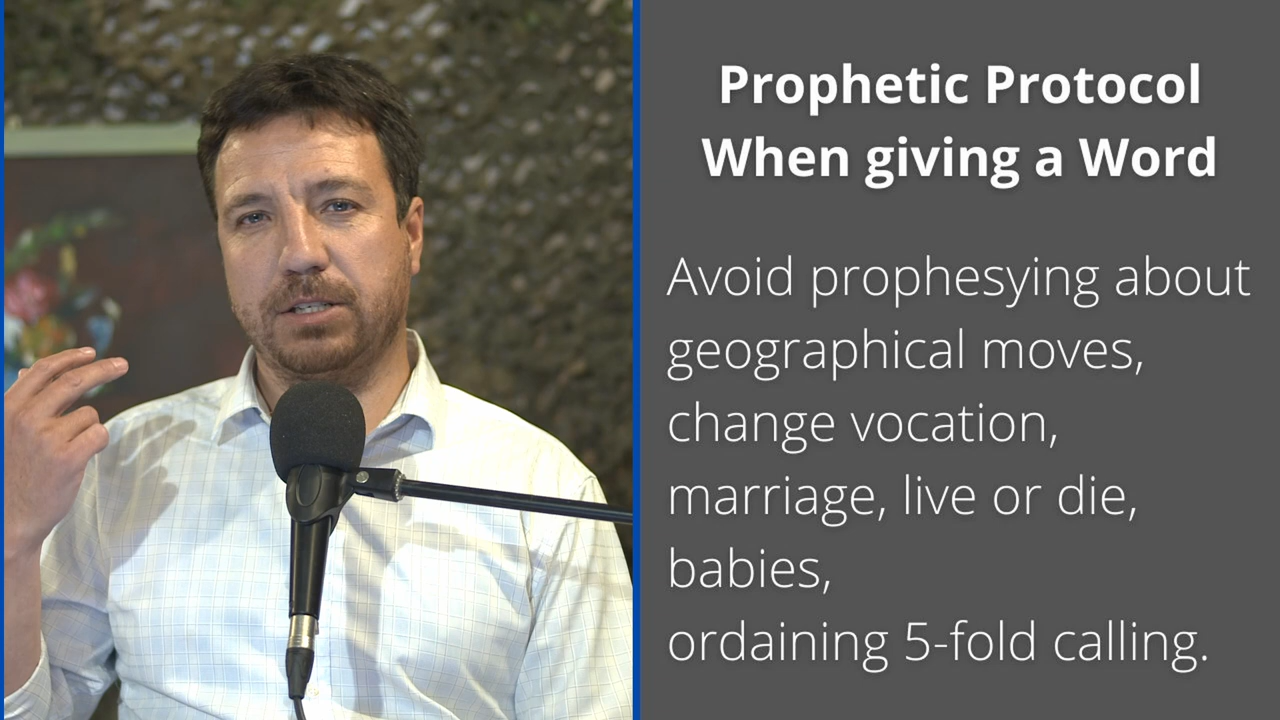 Prophetic Protocol
When giving a Word
Avoid prophesying about
geographical moves,
change vocation,
marriage, live or die,
babies,
ordaining 5-fold calling.